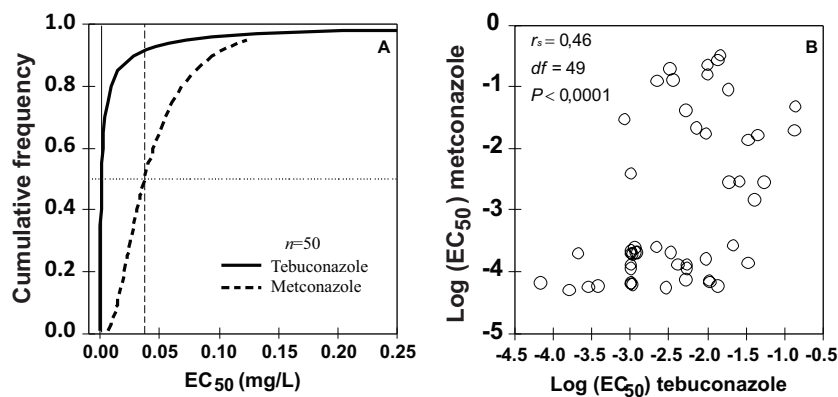 A
Cumulative frequency
1.0
0.8
0.6
0.4
0.2
0.0
n=50
Tebuconazole
Metconazole
0.00
0.05
0.10
0.15
0.20
0.25
EC50 (mg/L)
B
rs = 0,46
df = 49
P < 0,0001
Log (EC50) metconazole
-0
-1
-2
-3
-4
-5
-4.5
-3.5
-3.0
-2.5
-2.0
-1.5
-1.0
-0.5
Log (EC50) tebuconazole